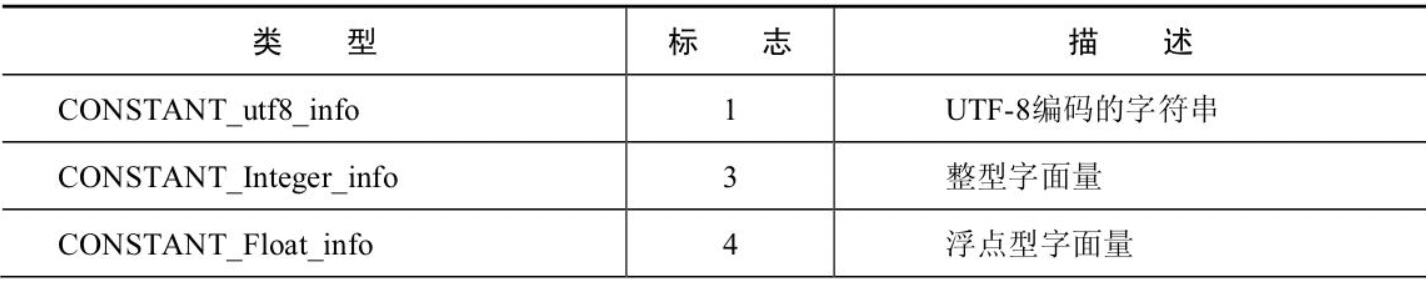 类 型 标 志 描 述
CONSTANT_utf8_info 1 UTF-8编码的字符串
CONSTANT_Integer_info 3 整型字面量
CONSTANT_Float_info 4 浮点型字面量